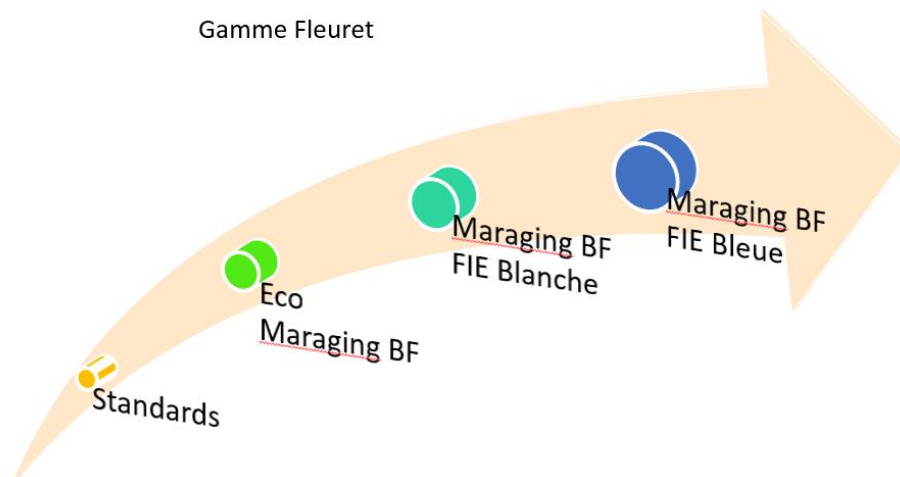 Gamme Fleuret
Standards
Eco
Maraging BF
Maraging BF
FIE Blanche
Maraging BF
FIE Bleue